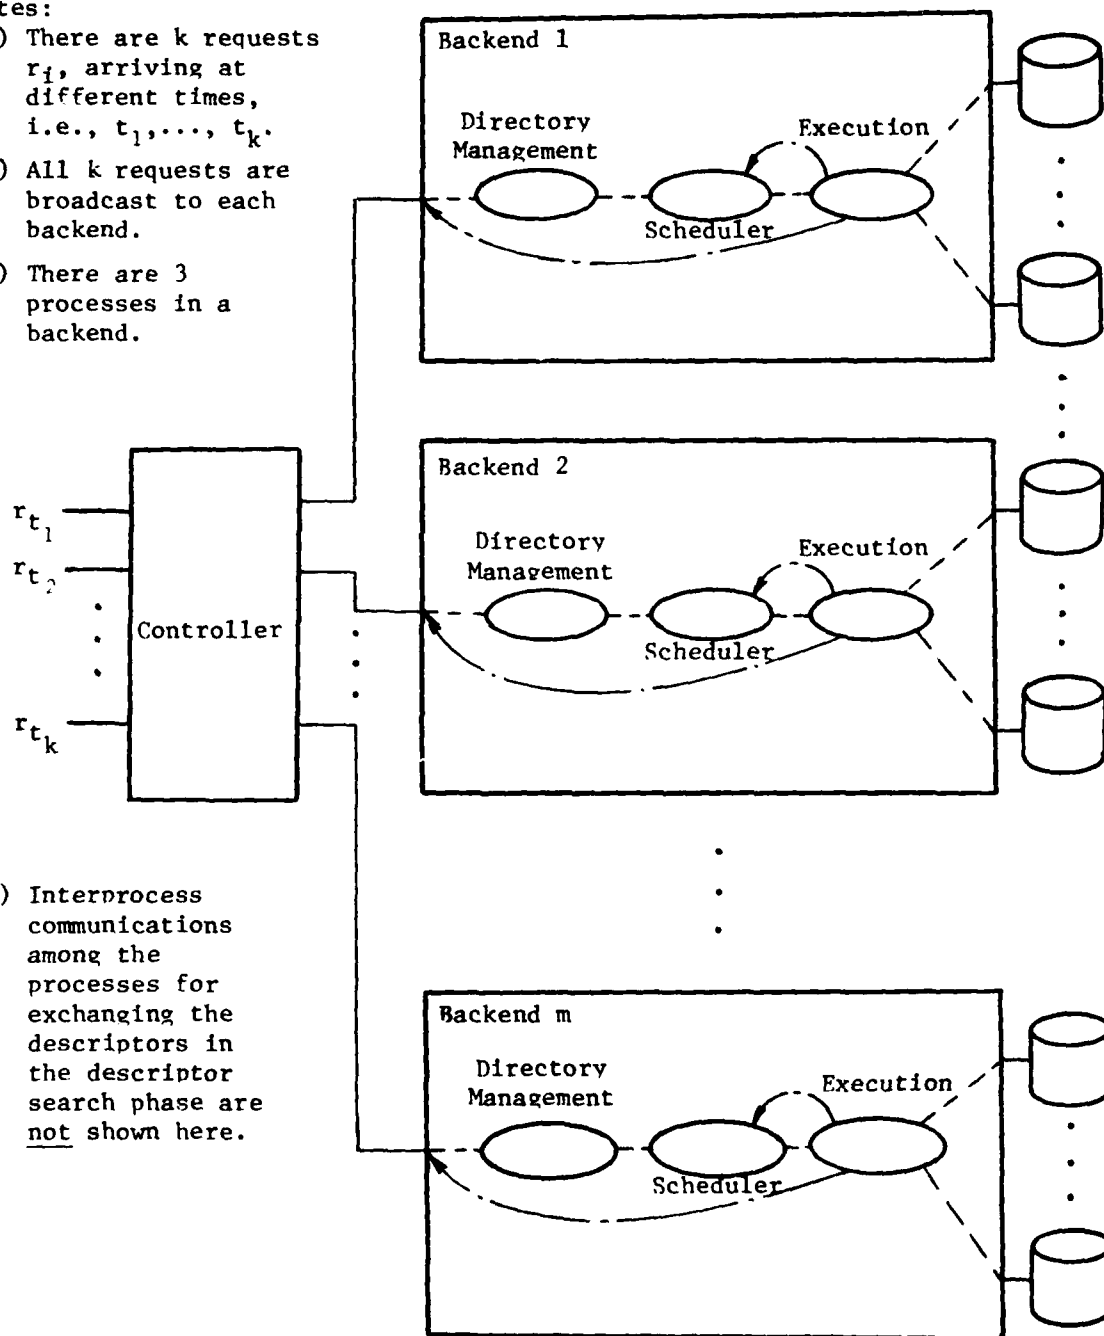 tes:
) There are k requests
r_i, arriving at
different times,
i.e., t_1,..., t_k.
) All k requests are
broadcast to each
backend.
) There are 3
processes in a
backend.
Backend 1
Directory
Management
Execution
Scheduler
Backend 2
Directory
Management
Execution
Scheduler
r_t_1
r_t_2
r_t_k
Controller
) Interprocess
communications
among the
processes for
exchanging the
descriptors in
the descriptor
search phase are
not shown here.
Backend m
Directory
Management
Execution
Scheduler